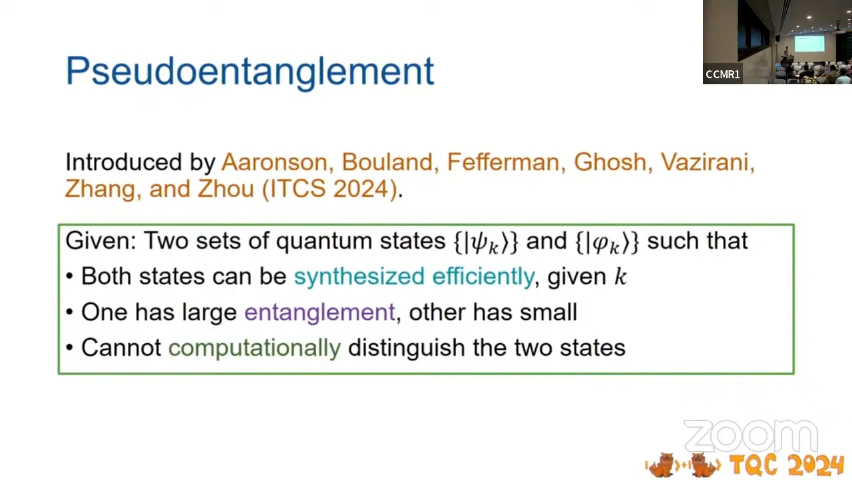 Pseudoentanglement
CCMR1
Introduced by Aaronson, Bouland, Fefferman, Ghosh, Vazirani,
Zhang, and Zhou (ITCS 2024).
Given: Two sets of quantum states {|ψₖ⟩} and {|φₖ⟩} such that
• Both states can be synthesized efficiently, given k
• One has large entanglement, other has small
• Cannot computationally distinguish the two states
zoom
TQC 2024